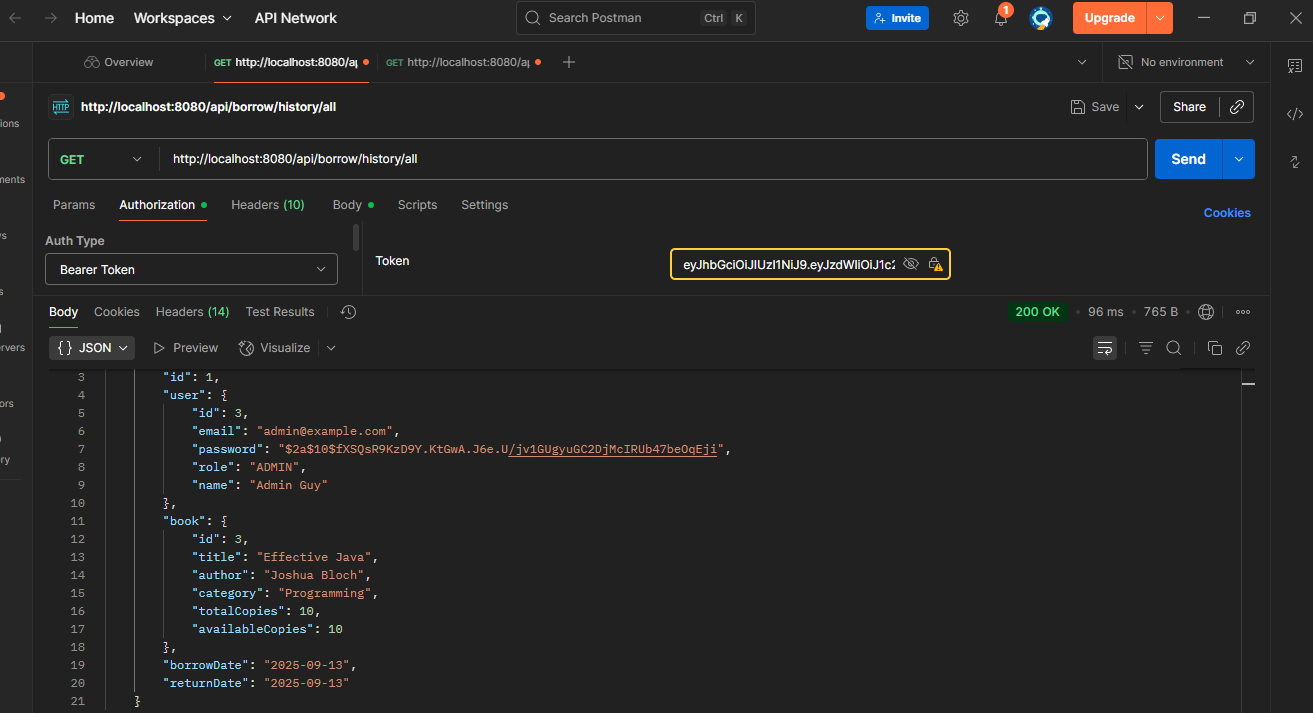 Home Workspaces API Network Search Postman Ctrl K Invite 1 Upgrade
Overview GET http://localhost:8080/ap GET http://localhost:8080/ap No environment
HTTP http://localhost:8080/api/borrow/history/all Save Share
ions
GET http://localhost:8080/api/borrow/history/all Send
ments
Params Authorization Headers (10) Body Scripts Settings Cookies
Auth Type
Bearer Token
Token eyJhbGciOiJIUzI1NiJ9.eyJzdWIiOiJ1c2
Body Cookies Headers (14) Test Results 200 OK 96 ms 765 B
{} JSON Preview Visualize
ervers
3 "id": 1,
4 "user": {
5 "id": 3,
6 "email": "admin@example.com",
7 "password": "$2a$10$fXSQsR9KzD9Y.KtGwA.J6e.U/jv1GUgyuGC2DjMcIRUb47beOqEji",
8 "role": "ADMIN",
9 "name": "Admin Guy"
10 },
11 "book": {
12 "id": 3,
13 "title": "Effective Java",
14 "author": "Joshua Bloch",
15 "category": "Programming",
16 "totalCopies": 10,
17 "availableCopies": 10
18 },
19 "borrowDate": "2025-09-13",
20 "returnDate": "2025-09-13"
21 }